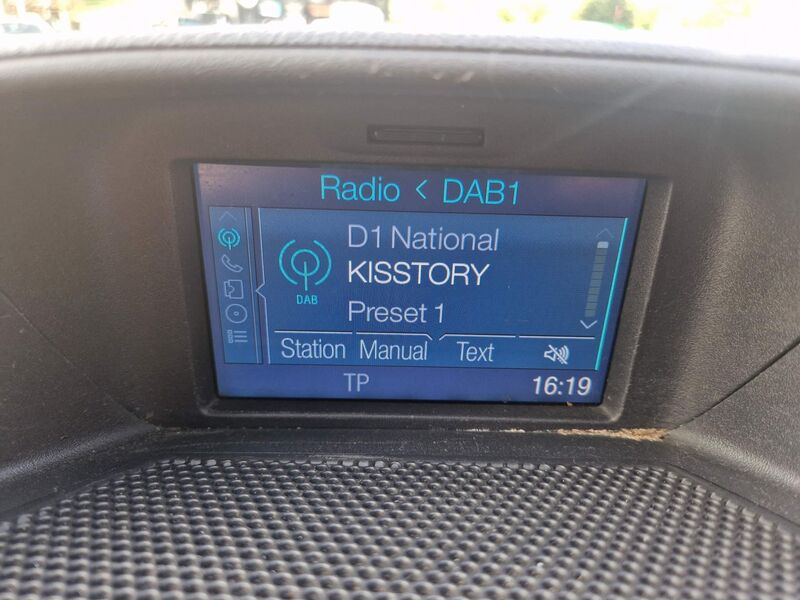 Radio < DAB1
D1 National
KISSTORY
DAB
Preset 1
Station Manual Text
TP 16:19